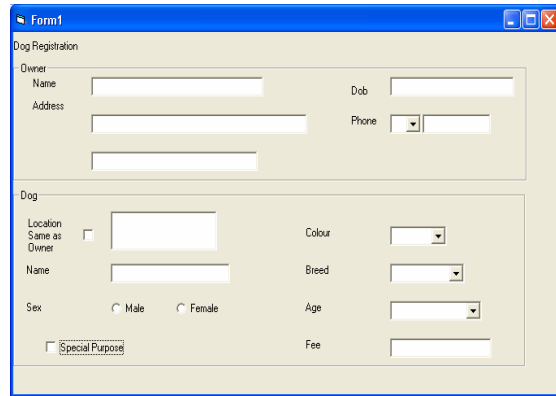 Form1
Dog Registration
Owner
Name
Dob
Address
Phone
Dog
Location
Same as
Owner
Colour
Name
Breed
Sex
Male
Female
Age
Special Purpose
Fee